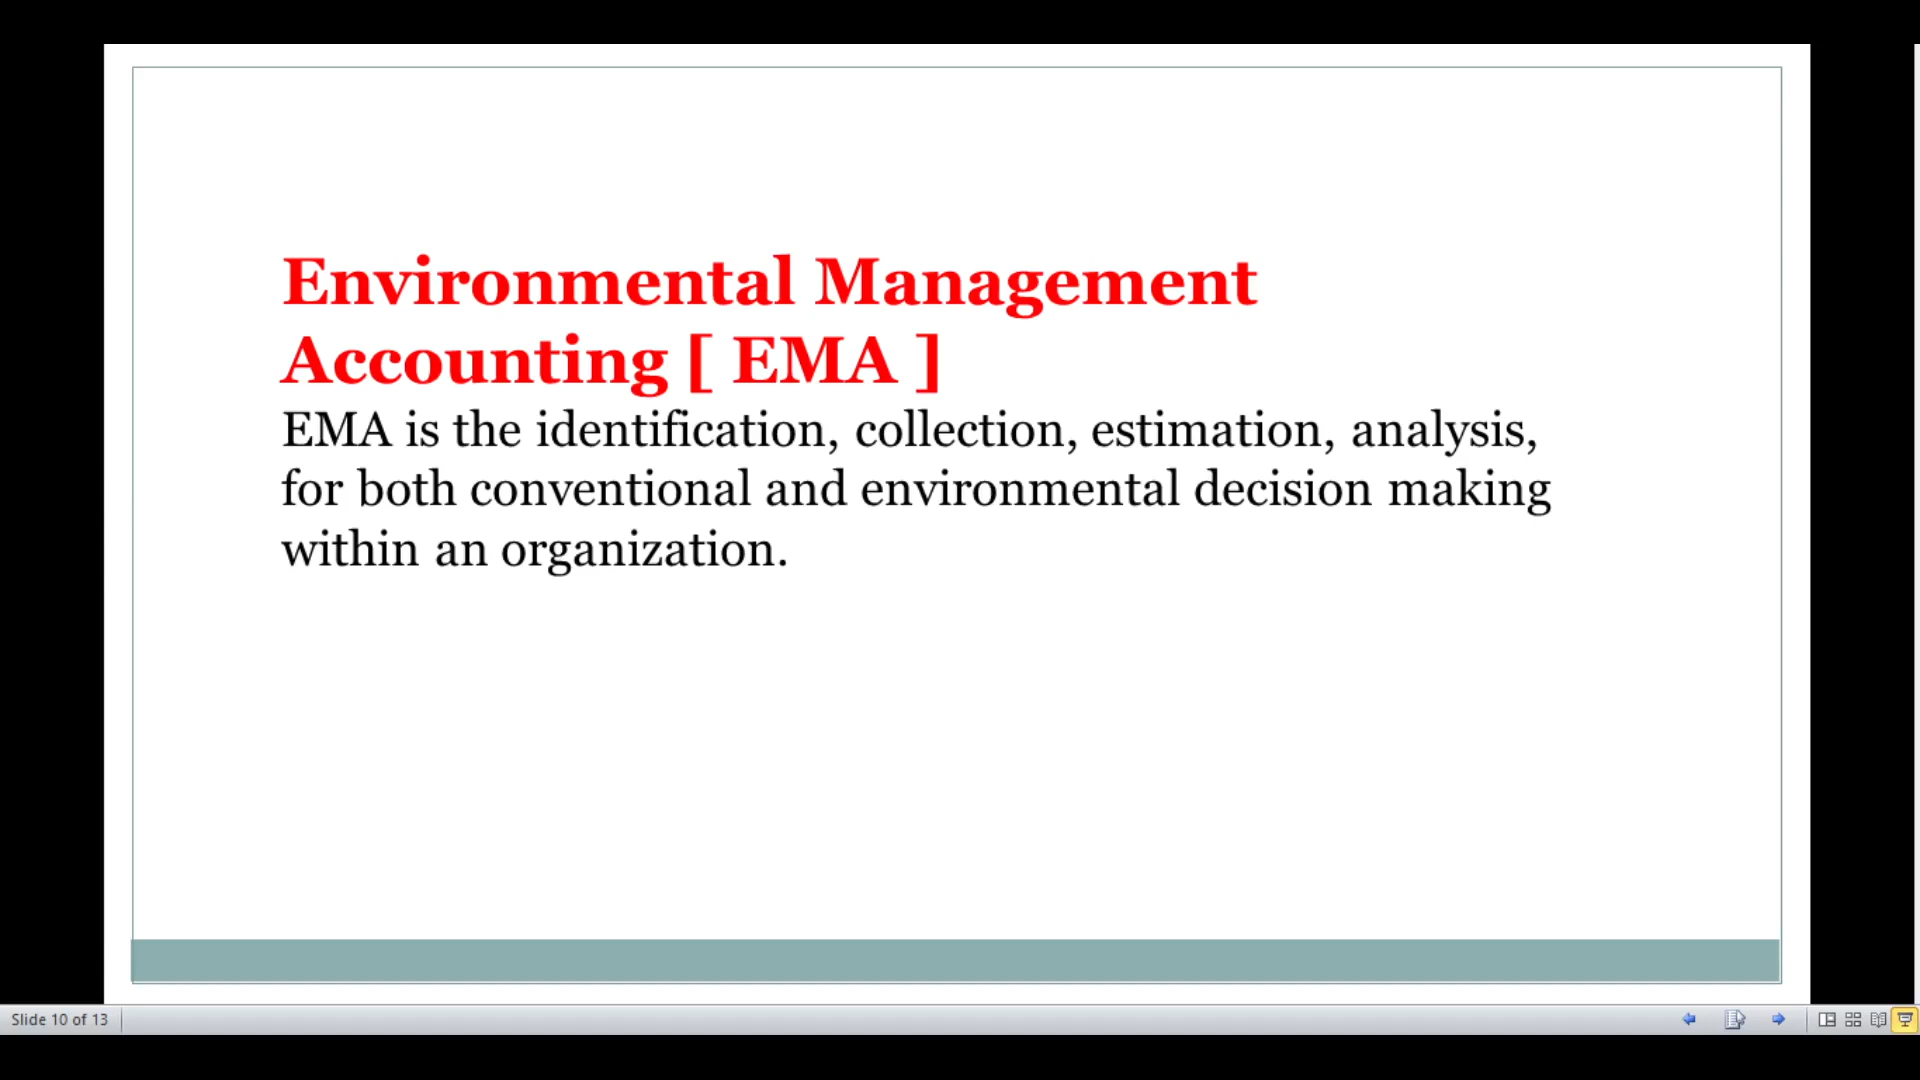 Environmental Management
Accounting [ EMA ]
EMA is the identification, collection, estimation, analysis,
for both conventional and environmental decision making
within an organization.
Slide 10 of 13